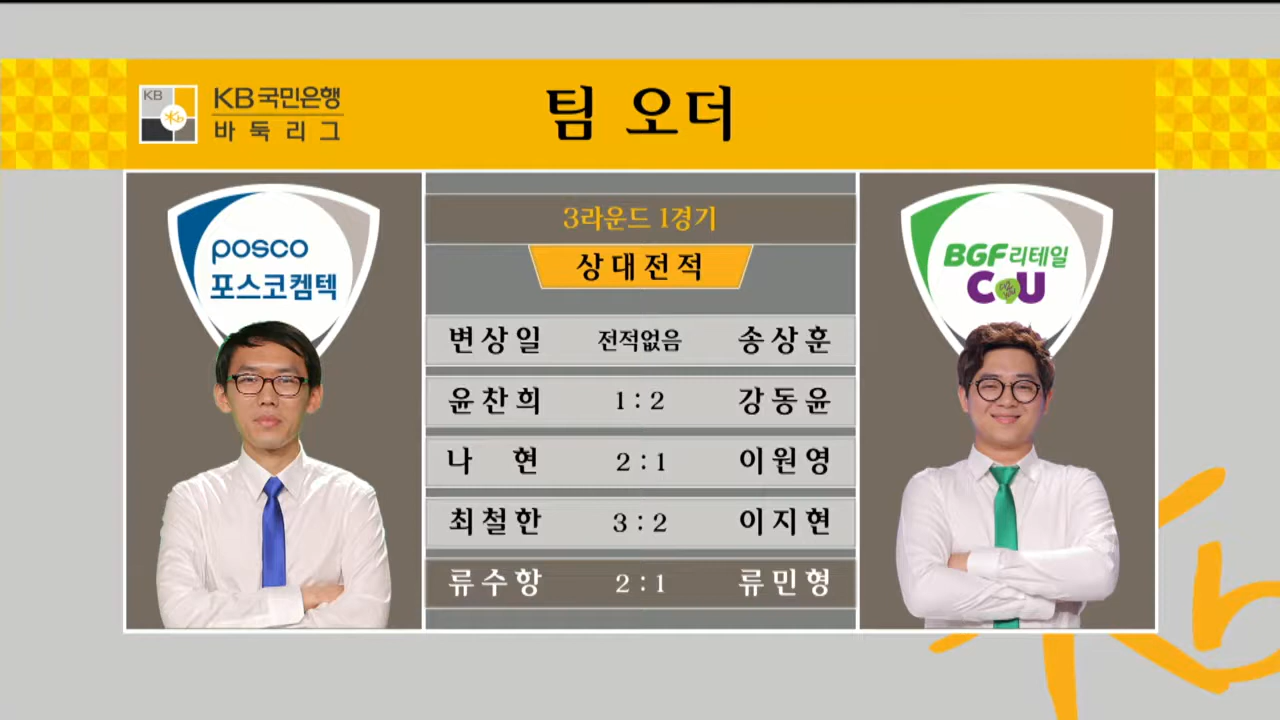 KB
Kb
KB국민은행
바둑리그
팀 오더
posco
포스코켐텍
3라운드 1경기
상대전적
BGF리테일
CU
변상일 전적없음 송상훈
윤찬희 1 : 2 강동윤
나 현 2 : 1 이원영
최철한 3 : 2 이지현
류수항 2 : 1 류민형
Kb